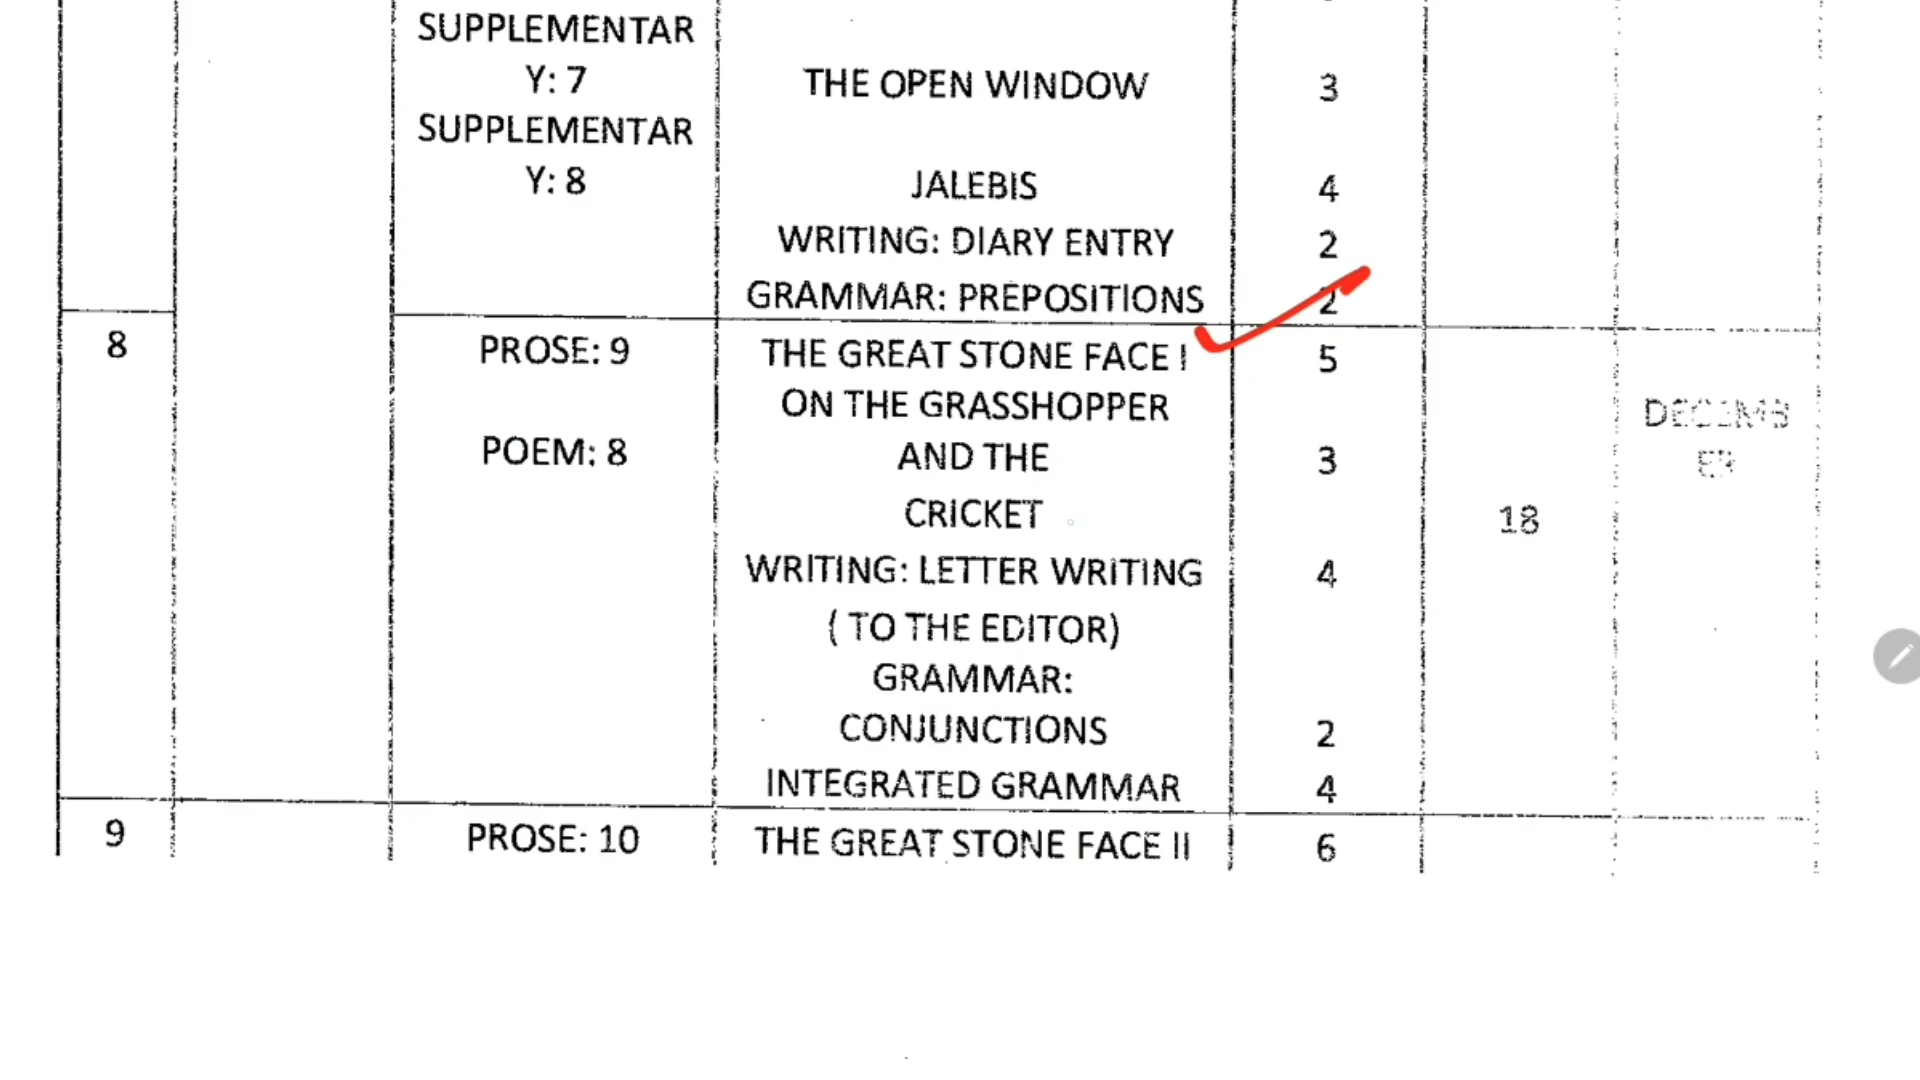 SUPPLEMENTAR
Y: 7
THE OPEN WINDOW 3
SUPPLEMENTAR
Y: 8
JALEBIS 4
WRITING: DIARY ENTRY 2
GRAMMAR: PREPOSITIONS 2
8 PROSE: 9 THE GREAT STONE FACE I 5
ON THE GRASSHOPPER
POEM: 8 AND THE 3
CRICKET
18
DECEMB
ER
WRITING: LETTER WRITING 4
( TO THE EDITOR)
GRAMMAR:
CONJUNCTIONS 2
INTEGRATED GRAMMAR 4
9 PROSE: 10 THE GREAT STONE FACE II 6